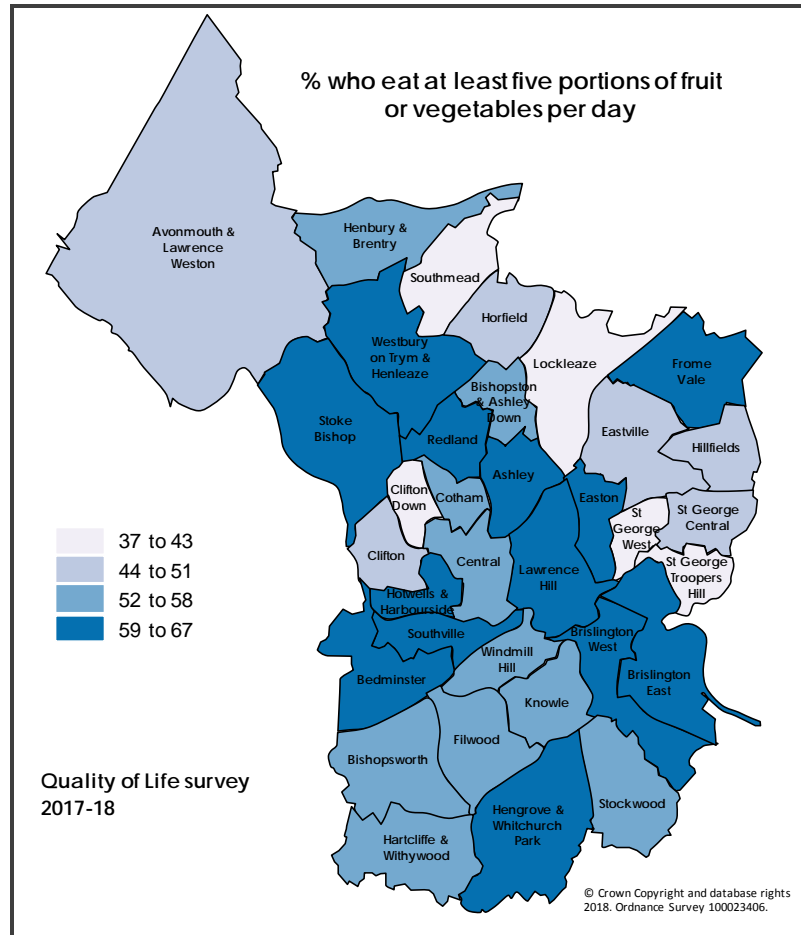 % who eat at least five portions of fruit
or vegetables per day
Avonmouth &
Lawrence
Weston
Henbury &
Brentry
Southmead
Horfield
Westbury
on Trym &
Henleaze
Lockleaze
Frome
Vale
Bishopston
& Ashley
Down
Stoke
Bishop
Redland
Eastville
Hillfields
Ashley
Clifton
Down
Cotham
Easton
St
George
West
St George
Central
37 to 43
44 to 51
52 to 58
59 to 67
Clifton
Central
Lawrence
Hill
St George
Troopers
Hill
Hotwells &
Harbourside
Southville
Brislington
West
Windmill
Hill
Bedminster
Brislington
East
Knowle
Filwood
Bishopsworth
Quality of Life survey
2017-18
Stockwood
Hengrove &
Whitchurch
Park
Hartcliffe &
Withywood
© Crown Copyright and database rights
2018. Ordnance Survey 100023406.